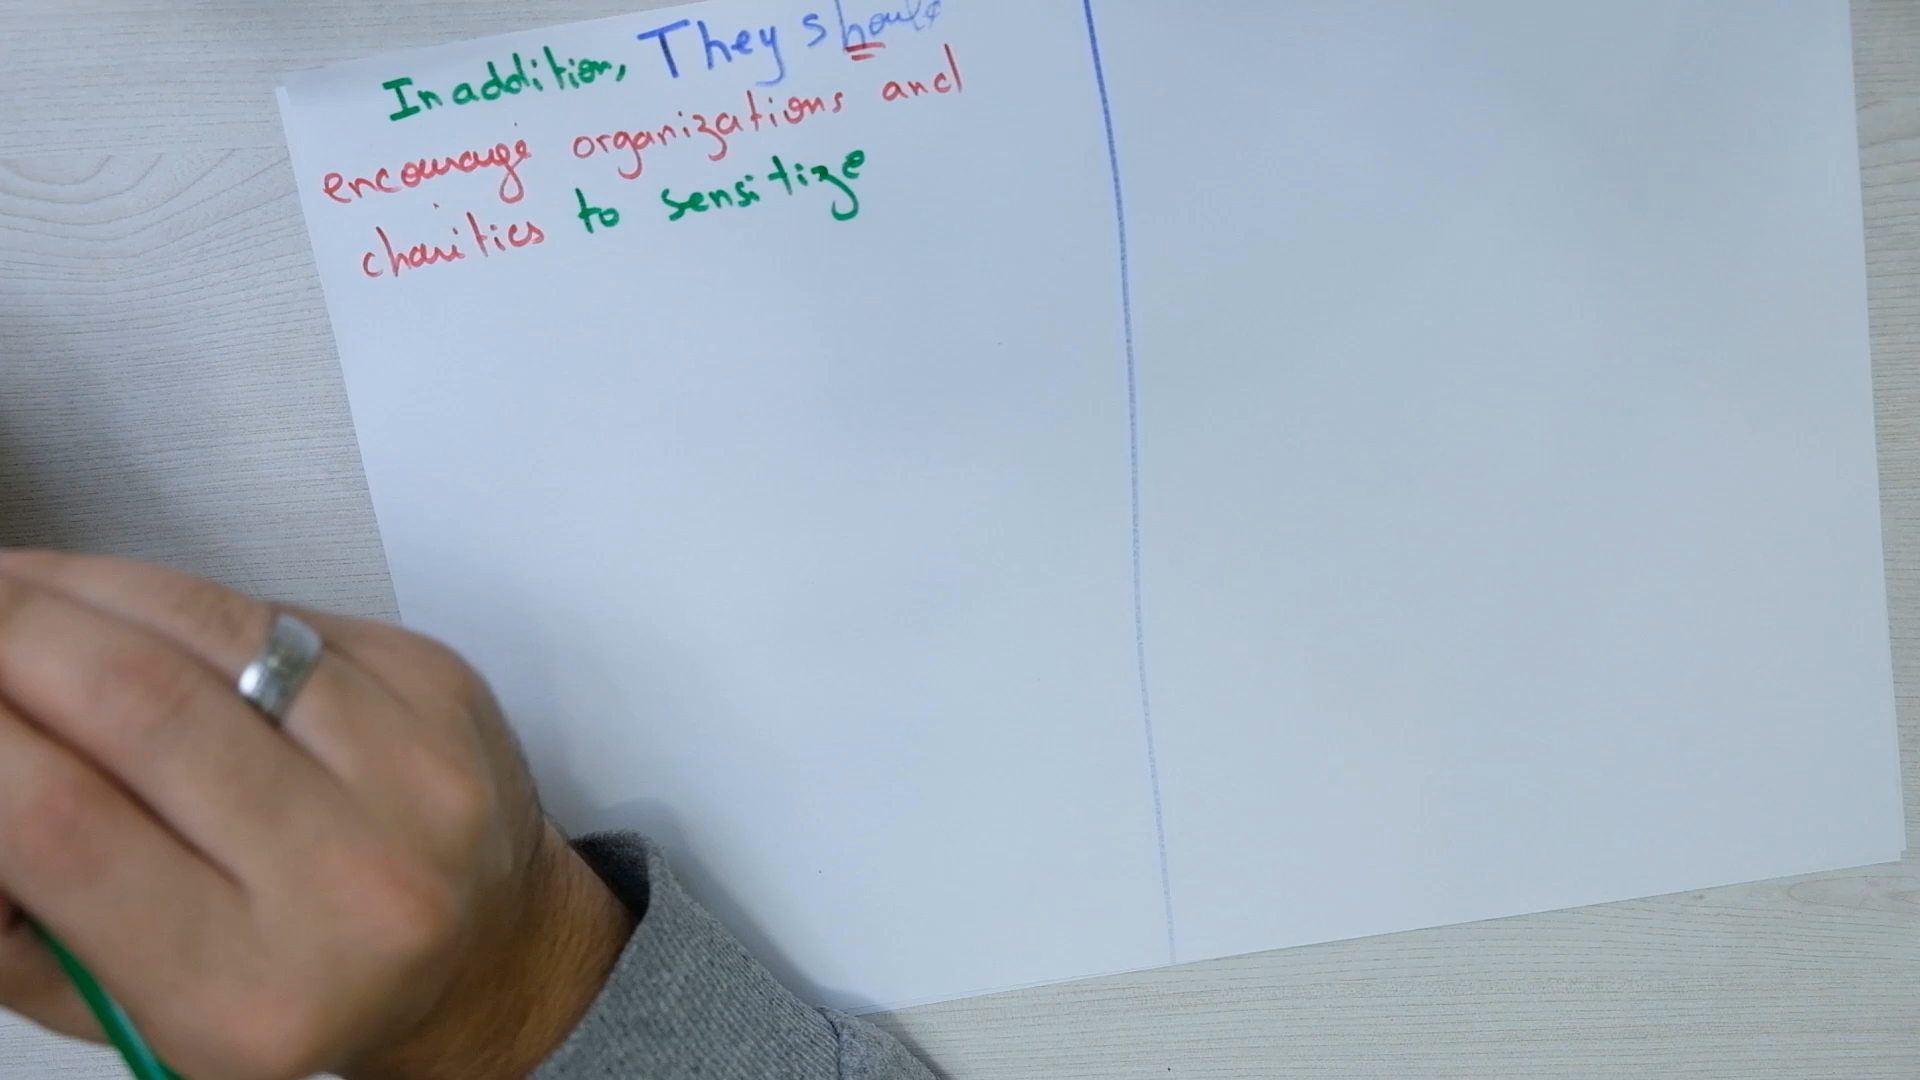 In addition, They should
encourage organizations and
charities to sensitize